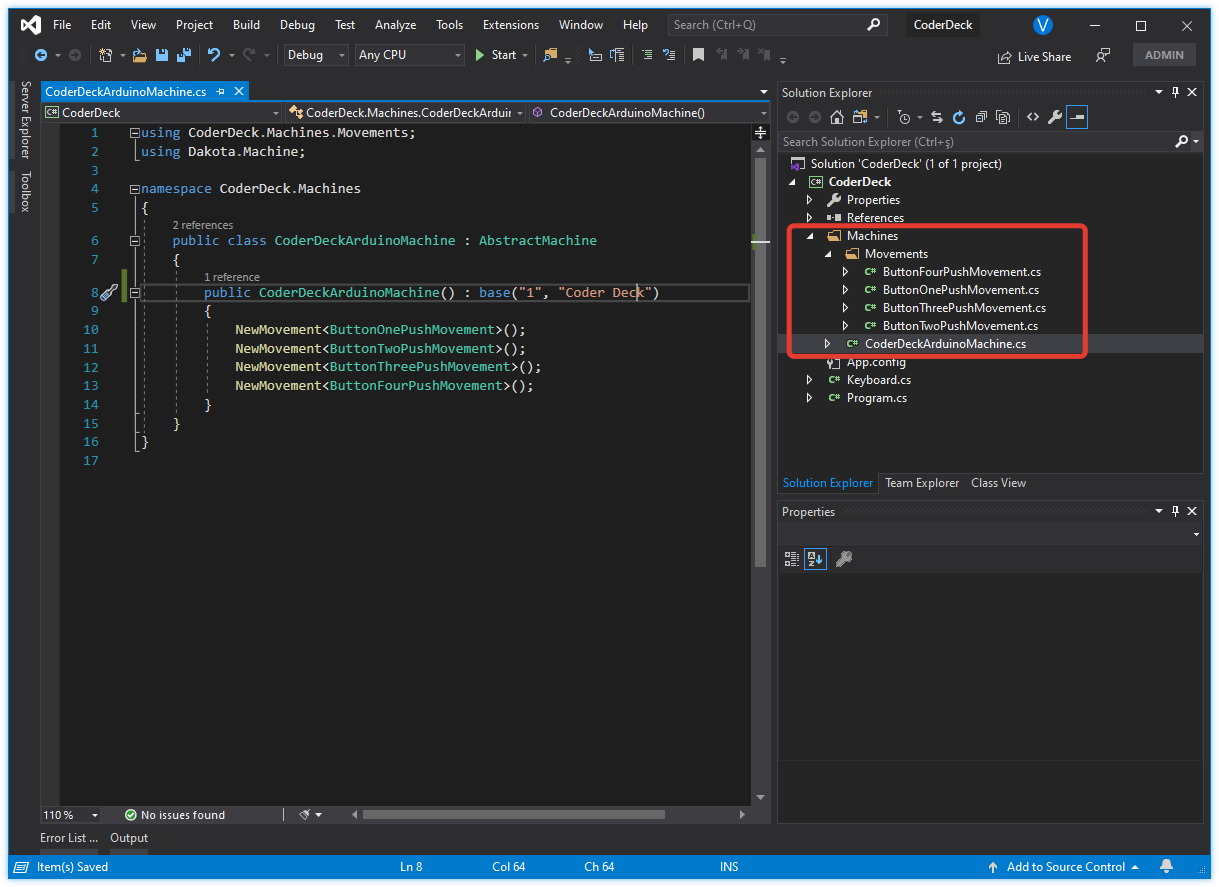 File Edit View Project Build Debug Test Analyze Tools Extensions Window Help Search (Ctrl+Q) CoderDeck V
Debug Any CPU Start Live Share ADMIN
Server Explorer
Toolbox
CoderDeckArduinoMachine.cs
C# CoderDeck CoderDeck.Machines.CoderDeckArduir CoderDeckArduinoMachine()
1 using CoderDeck.Machines.Movements;
2 using Dakota.Machine;
3
4 namespace CoderDeck.Machines
5 {
2 references
6 public class CoderDeckArduinoMachine : AbstractMachine
7 {
1 reference
8 public CoderDeckArduinoMachine() : base("1", "Coder Deck")
9 {
10 NewMovement<ButtonOnePushMovement>();
11 NewMovement<ButtonTwoPushMovement>();
12 NewMovement<ButtonThreePushMovement>();
13 NewMovement<ButtonFourPushMovement>();
14 }
15 }
16 }
17
110 % No issues found
Error List ... Output
Solution Explorer
Search Solution Explorer (Ctrl+ş)
Solution 'CoderDeck' (1 of 1 project)
C# CoderDeck
Properties
References
Machines
Movements
C# ButtonFourPushMovement.cs
C# ButtonOnePushMovement.cs
C# ButtonThreePushMovement.cs
C# ButtonTwoPushMovement.cs
C# CoderDeckArduinoMachine.cs
App.config
C# Keyboard.cs
C# Program.cs
Solution Explorer Team Explorer Class View
Properties
A Z
Item(s) Saved Ln 8 Col 64 Ch 64 INS Add to Source Control